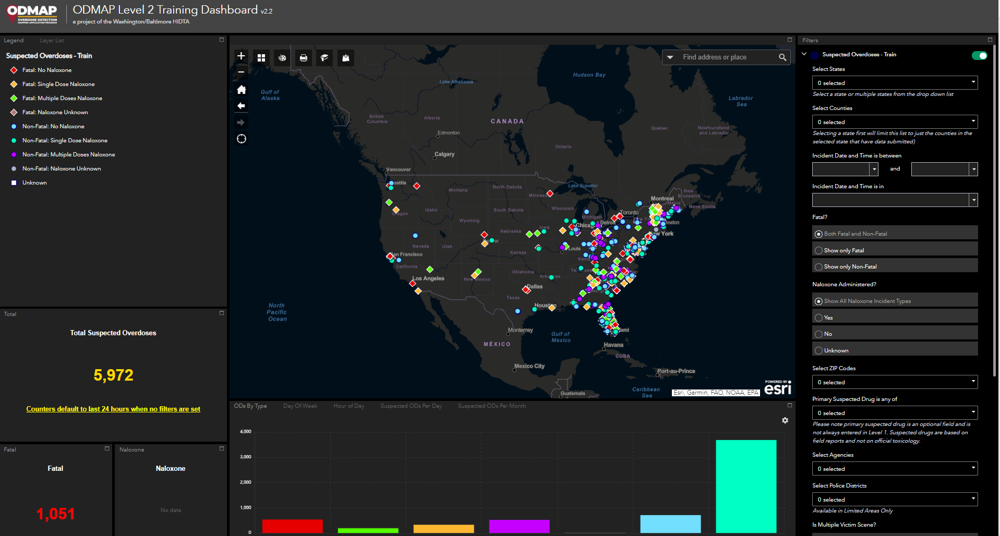 ODMAP
OVERDOSE DETECTION
MAPPING APPLICATION PROGRAM
ODMAP Level 2 Training Dashboard v2.2
a project of the Washington/Baltimore HIDTA
Legend
Layer List
Suspected Overdoses - Train
Fatal: No Naloxone
Fatal: Single Dose Naloxone
Fatal: Multiple Doses Naloxone
Fatal: Naloxone Unknown
Non-Fatal: No Naloxone
Non-Fatal: Single Dose Naloxone
Non-Fatal: Multiple Doses Naloxone
Non-Fatal: Naloxone Unknown
Unknown
Total
Total Suspected Overdoses
5,972
Counters default to last 24 hours when no filters are set
Fatal
Fatal
1,051
Naloxone
Naloxone
No data
Find address or place
Hudson Bay
Lake Athabasca
Gulf of
Alaska
Labrador
Sea
British
Columbia
Alberta
CANADA
Quebec
Newfoundland
and Labrador
Edmonton
Ontario
Calgary
Vancouver
Lake Superior
North Dakota
Montana
New
Brunswick
Montreal
Nova Scotia
Wisconsin
Idaho
South Dakota
Toronto
Oregon
Michigan
Wyoming
Detroit
Iowa
Nebraska
Nevada
Utah
Kansas
San Francisco
California
Oklahoma
Los Angeles
New Mexico
Dallas
Texas
Houston
North
Pacific
Ocean
Monterrey
Gulf of
Mexico
MÉXICO
Havana
CUBA
Mexico City
Port-au-Prince
Caribbean
Sea
Guatemala
POWERED BY
esri
Esri, Garmin, FAO, NOAA, EPA
ODs By Type
Day Of Week
Hour of Day
Suspected ODs Per Day
Suspected ODs Per Month
4,000
3,000
2,000
1,000
0
Filters
Suspected Overdoses - Train
Select States
0 selected
Select a state or multiple states from the drop down list
Select Counties
0 selected
Selecting a state first will limit this list to just the counties in the
selected state that have data submitted)
Incident Date and Time is between
and
Incident Date and Time is in
Fatal?
Both Fatal and Non-Fatal
Show only Fatal
Show only Non-Fatal
Naloxone Administered?
Show All Naloxone Incident Types
Yes
No
Unknown
Select ZIP Codes
0 selected
Primary Suspected Drug is any of
0 selected
Please note primary suspected drug is an optional field and is
not always entered in Level 1. Suspected drugs are based on
field reports and not on official toxicology.
Select Agencies
0 selected
Select Police Districts
0 selected
Available in Limited Areas Only
Is Multiple Victim Scene?